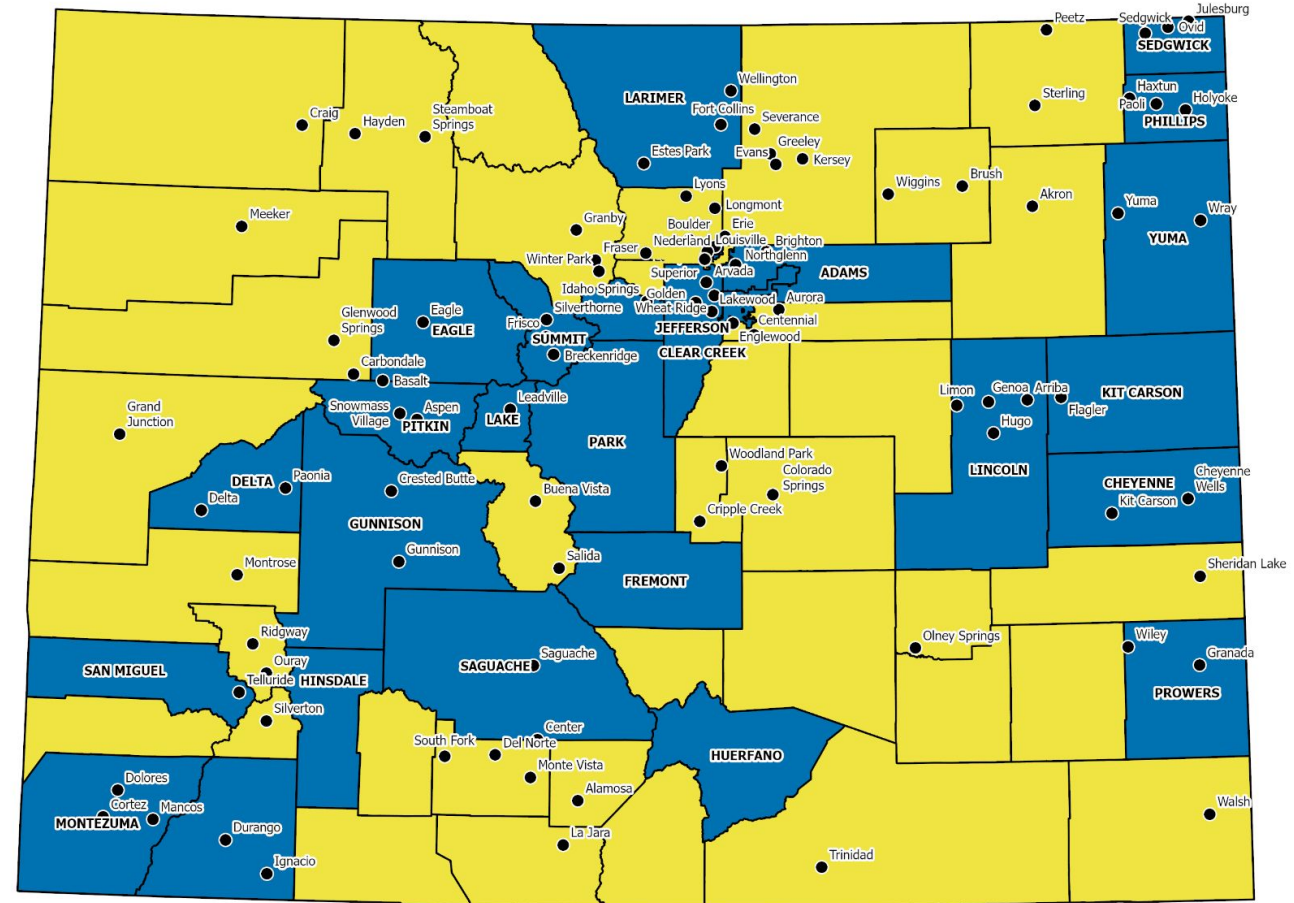 Julesburg
Peetz
Sedgwick
Ovid
SEDGWICK
Wellington
LARIMER
Haxtun
Sterling
Paoli
Holyoke
PHILLIPS
Craig
Hayden
Steamboat
Springs
Fort Collins
Severance
Greeley
Estes Park
Evans
Kersey
Wiggins
Brush
Akron
Lyons
Longmont
Yuma
Wray
YUMA
Meeker
Granby
Boulder
Erie
Fraser
Nederland
Louisville
Brighton
Winter Park
Northglenn
Superior
Arvada
ADAMS
Idaho Springs
Golden
Lakewood
Aurora
Glenwood
Springs
Eagle
EAGLE
Silverthorne
Wheat Ridge
Frisco
SUMMIT
JEFFERSON
Centennial
Englewood
Breckenridge
CLEAR CREEK
Carbondale
Basalt
Limon
Genoa
Arriba
KIT CARSON
Flagler
Grand
Junction
Snowmass
Village
Aspen
PITKIN
Leadville
LAKE
Hugo
PARK
LINCOLN
Woodland Park
Colorado
Springs
DELTA
Paonia
Delta
Crested Butte
Buena Vista
Cripple Creek
CHEYENNE
Cheyenne
Wells
Kit Carson
GUNNISON
Gunnison
Montrose
Salida
FREMONT
Sheridan Lake
Ridgway
Olney Springs
Wiley
Granada
PROWERS
SAN MIGUEL
Ouray
Telluride
HINSDALE
SAGUACHE
Saguache
Silverton
Center
South Fork
Del Norte
Monte Vista
HUERFANO
Dolores
Cortez
Mancos
MONTEZUMA
Alamosa
Walsh
Durango
Ignacio
La Jara
Trinidad